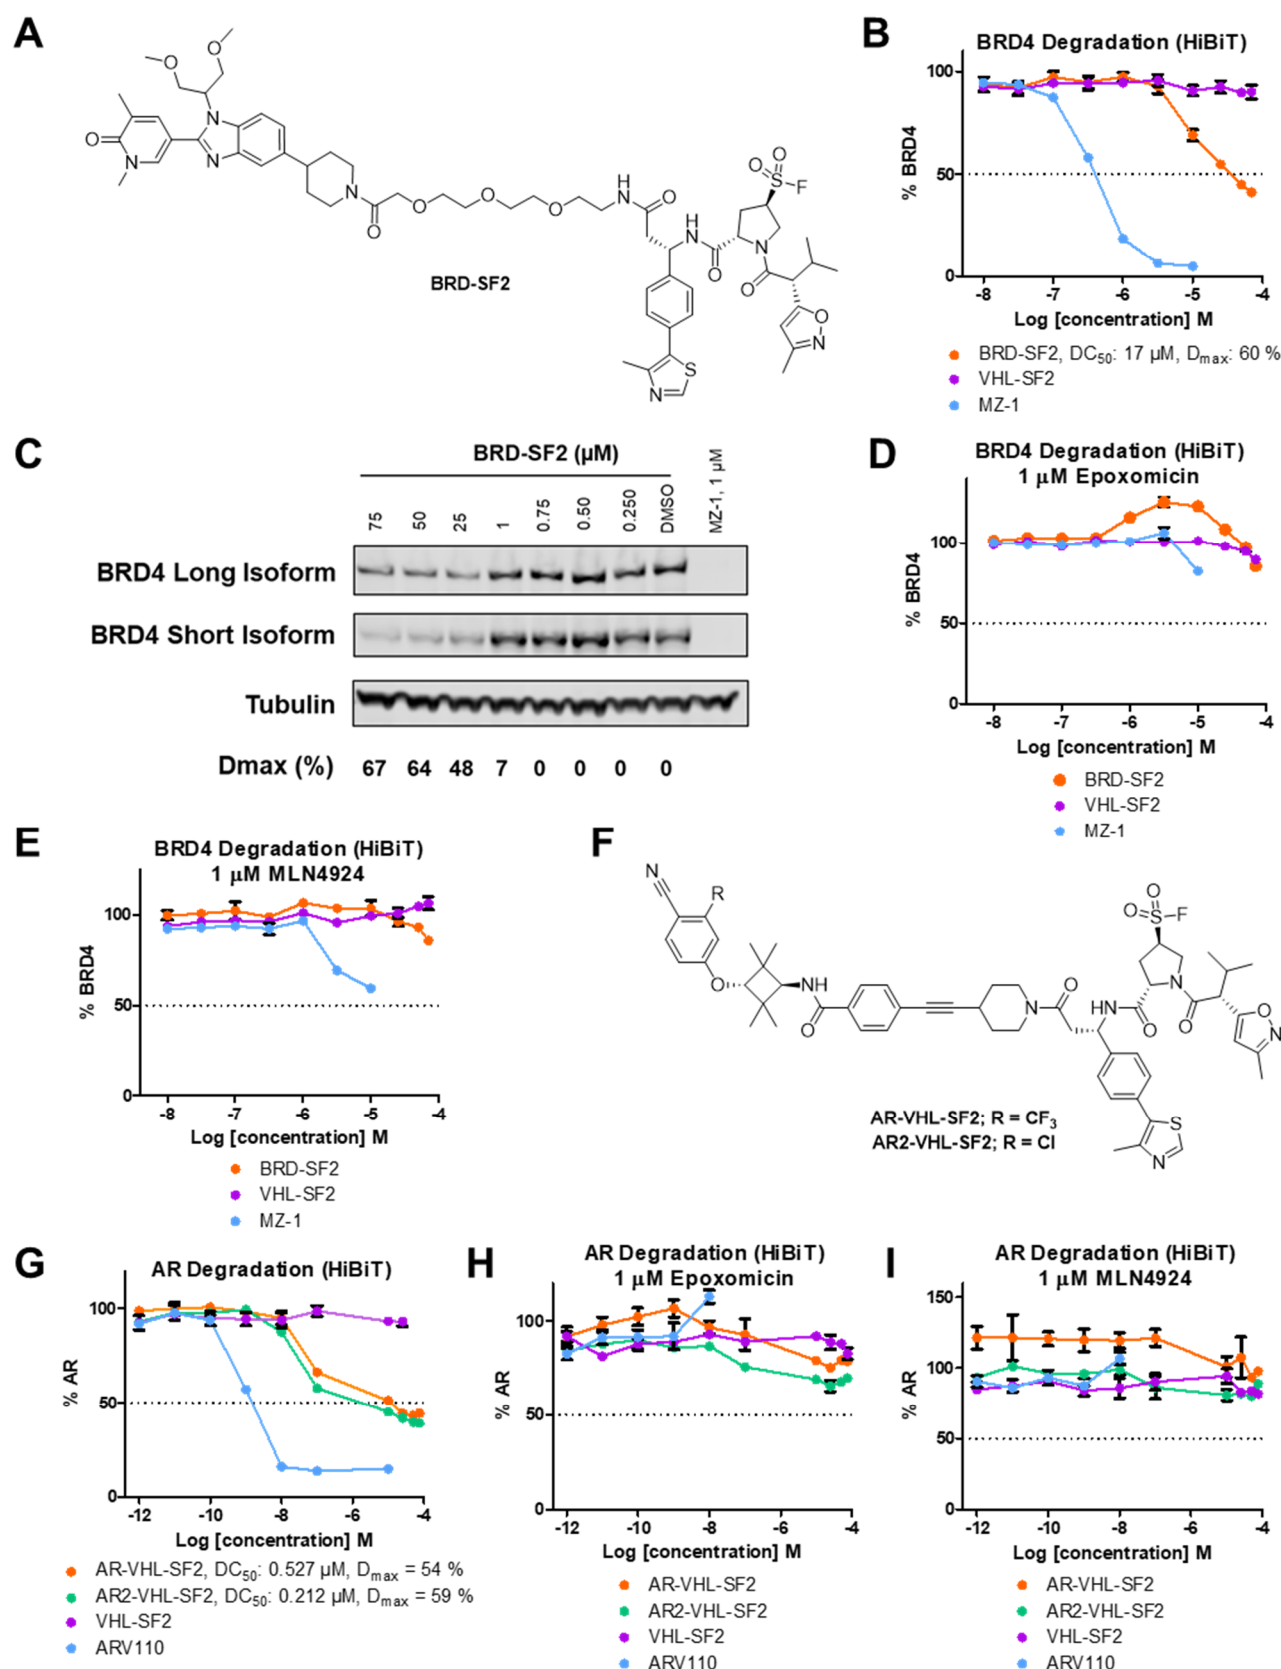 A
O
O
O
N
N
N
N
O
O
O
O
NH
O
NH
O
O
O
S
F
N
O
O
N
S
N
BRD-SF2
B
BRD4 Degradation (HiBiT)
% BRD4
100
50
0
-8 -7 -6 -5 -4
Log [concentration] M
BRD-SF2, DC₅₀: 17 µM, Dₘₐₓ: 60 %
VHL-SF2
MZ-1
C
BRD-SF2 (µM)
75 50 25 1 0.75 0.50 0.250 DMSO MZ-1, 1 µM
BRD4 Long Isoform
BRD4 Short Isoform
Tubulin
Dmax (%) 67 64 48 7 0 0 0 0
D
BRD4 Degradation (HiBiT)
1 µM Epoxomicin
% BRD4
100
50
0
-8 -7 -6 -5 -4
Log [concentration] M
BRD-SF2
VHL-SF2
MZ-1
E
BRD4 Degradation (HiBiT)
1 µM MLN4924
% BRD4
100
50
0
-8 -7 -6 -5 -4
Log [concentration] M
BRD-SF2
VHL-SF2
MZ-1
F
N
R
O
NH
O
N
O
HN
O
O
O
S
F
N
O
O
N
S
N
AR-VHL-SF2; R = CF₃
AR2-VHL-SF2; R = Cl
G
AR Degradation (HiBiT)
% AR
100
50
0
-12 -10 -8 -6 -4
Log [concentration] M
AR-VHL-SF2, DC₅₀: 0.527 µM, Dₘₐₓ = 54 %
AR2-VHL-SF2, DC₅₀: 0.212 µM, Dₘₐₓ = 59 %
VHL-SF2
ARV110
H
AR Degradation (HiBiT)
1 µM Epoxomicin
% AR
100
50
0
-12 -10 -8 -6 -4
Log [concentration] M
AR-VHL-SF2
AR2-VHL-SF2
VHL-SF2
ARV110
I
AR Degradation (HiBiT)
1 µM MLN4924
% AR
150
100
50
0
-12 -10 -8 -6 -4
Log [concentration] M
AR-VHL-SF2
AR2-VHL-SF2
VHL-SF2
ARV110